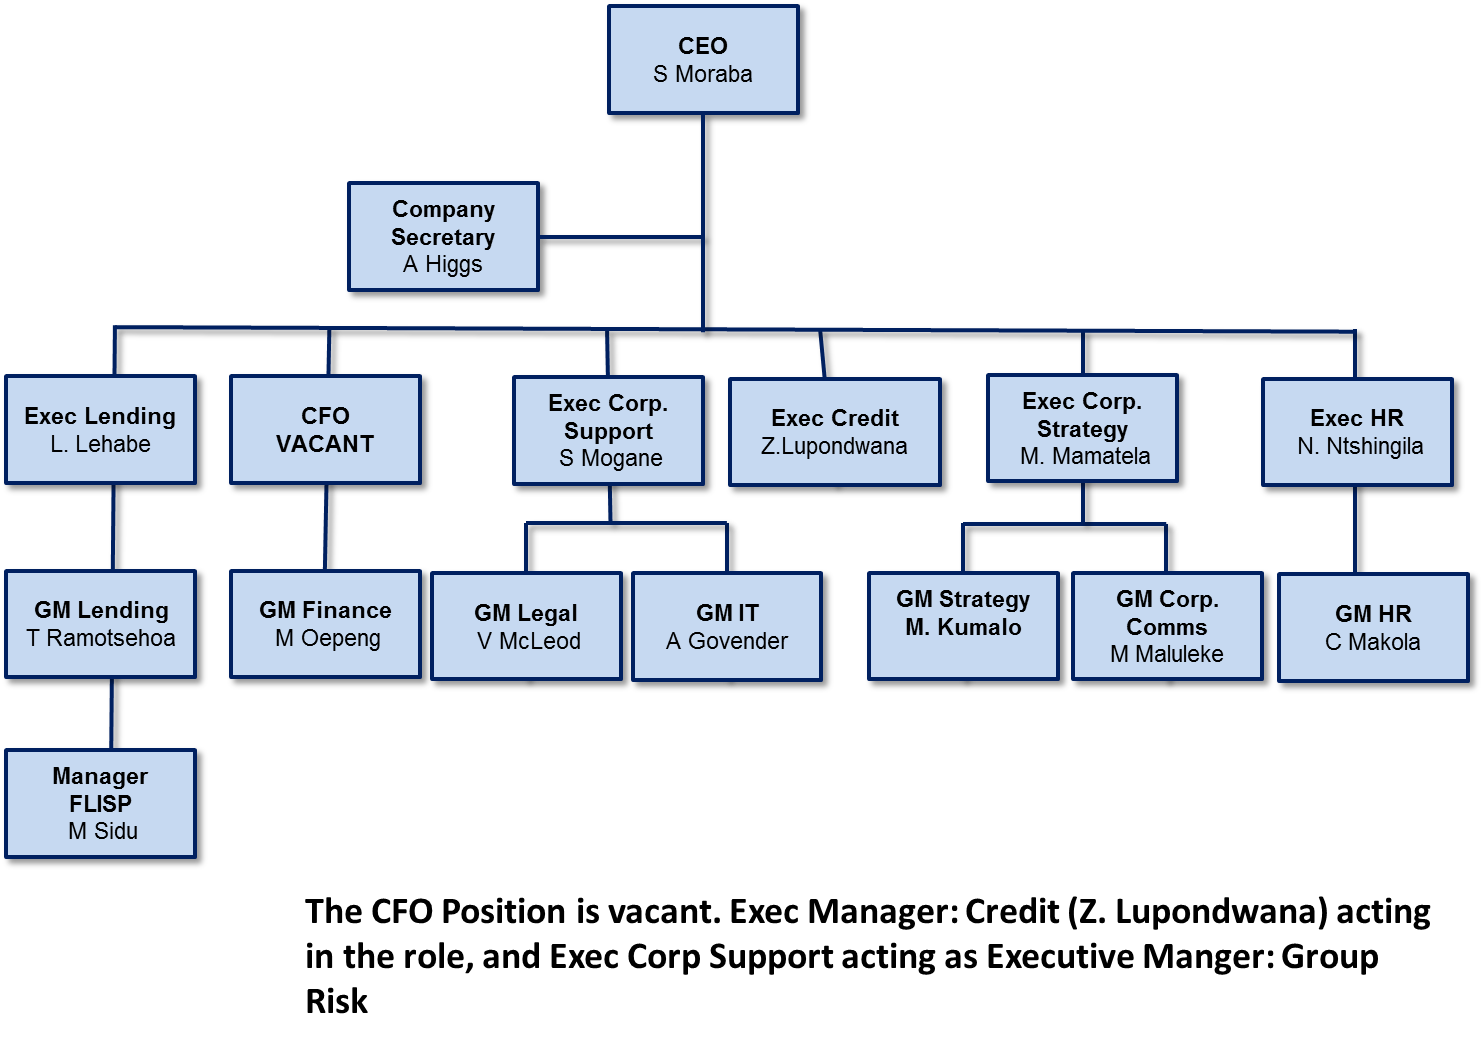 CEO
S Moraba
Company
Secretary
A Higgs
Exec Lending
L. Lehabe
CFO
VACANT
Exec Corp.
Support
S Mogane
Exec Credit
Z.Lupondwana
Exec Corp.
Strategy
M. Mamatela
Exec HR
N. Ntshingila
GM Lending
T Ramotsehoa
GM Finance
M Oepeng
GM Legal
V McLeod
GM IT
A Govender
GM Strategy
M. Kumalo
GM Corp.
Comms
M Maluleke
GM HR
C Makola
Manager
FLISP
M Sidu
The CFO Position is vacant. Exec Manager: Credit (Z. Lupondwana) acting
in the role, and Exec Corp Support acting as Executive Manger: Group
Risk